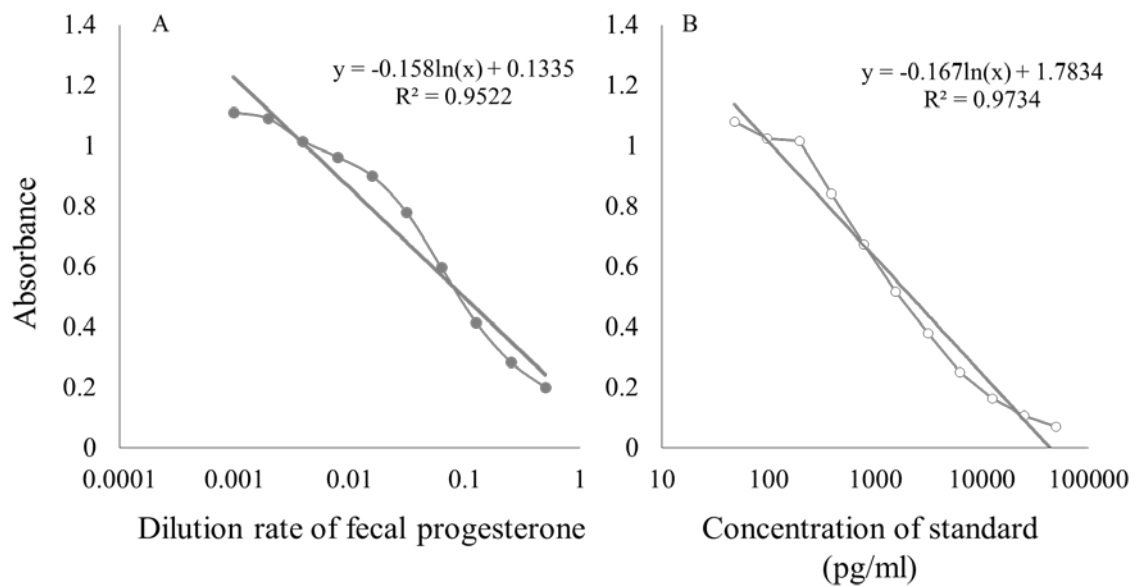 A
y = -0.158ln(x) + 0.1335
R² = 0.9522
1.4
1.2
1
0.8
0.6
0.4
0.2
0
Absorbance
0.0001 0.001 0.01 0.1 1
Dilution rate of fecal progesterone
B
y = -0.167ln(x) + 1.7834
R² = 0.9734
1.4
1.2
1
0.8
0.6
0.4
0.2
0
10 100 1000 10000 100000
Concentration of standard
(pg/ml)